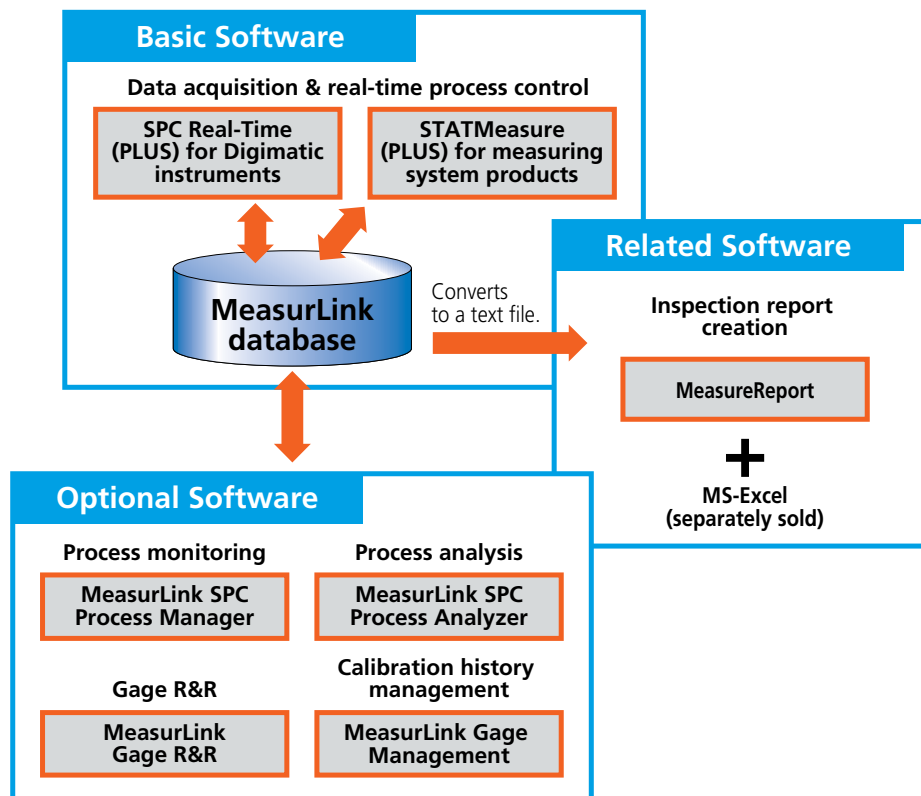 Basic Software
Data acquisition & real-time process control
SPC Real-Time
(PLUS) for Digimatic
instruments
STATMeasure
(PLUS) for measuring
system products
MeasurLink
database
Converts
to a text file.
Related Software
Inspection report
creation
MeasureReport
+
MS-Excel
(separately sold)
Optional Software
Process monitoring
MeasurLink SPC
Process Manager
Process analysis
MeasurLink SPC
Process Analyzer
Gage R&R
MeasurLink
Gage R&R
Calibration history
management
MeasurLink Gage
Management